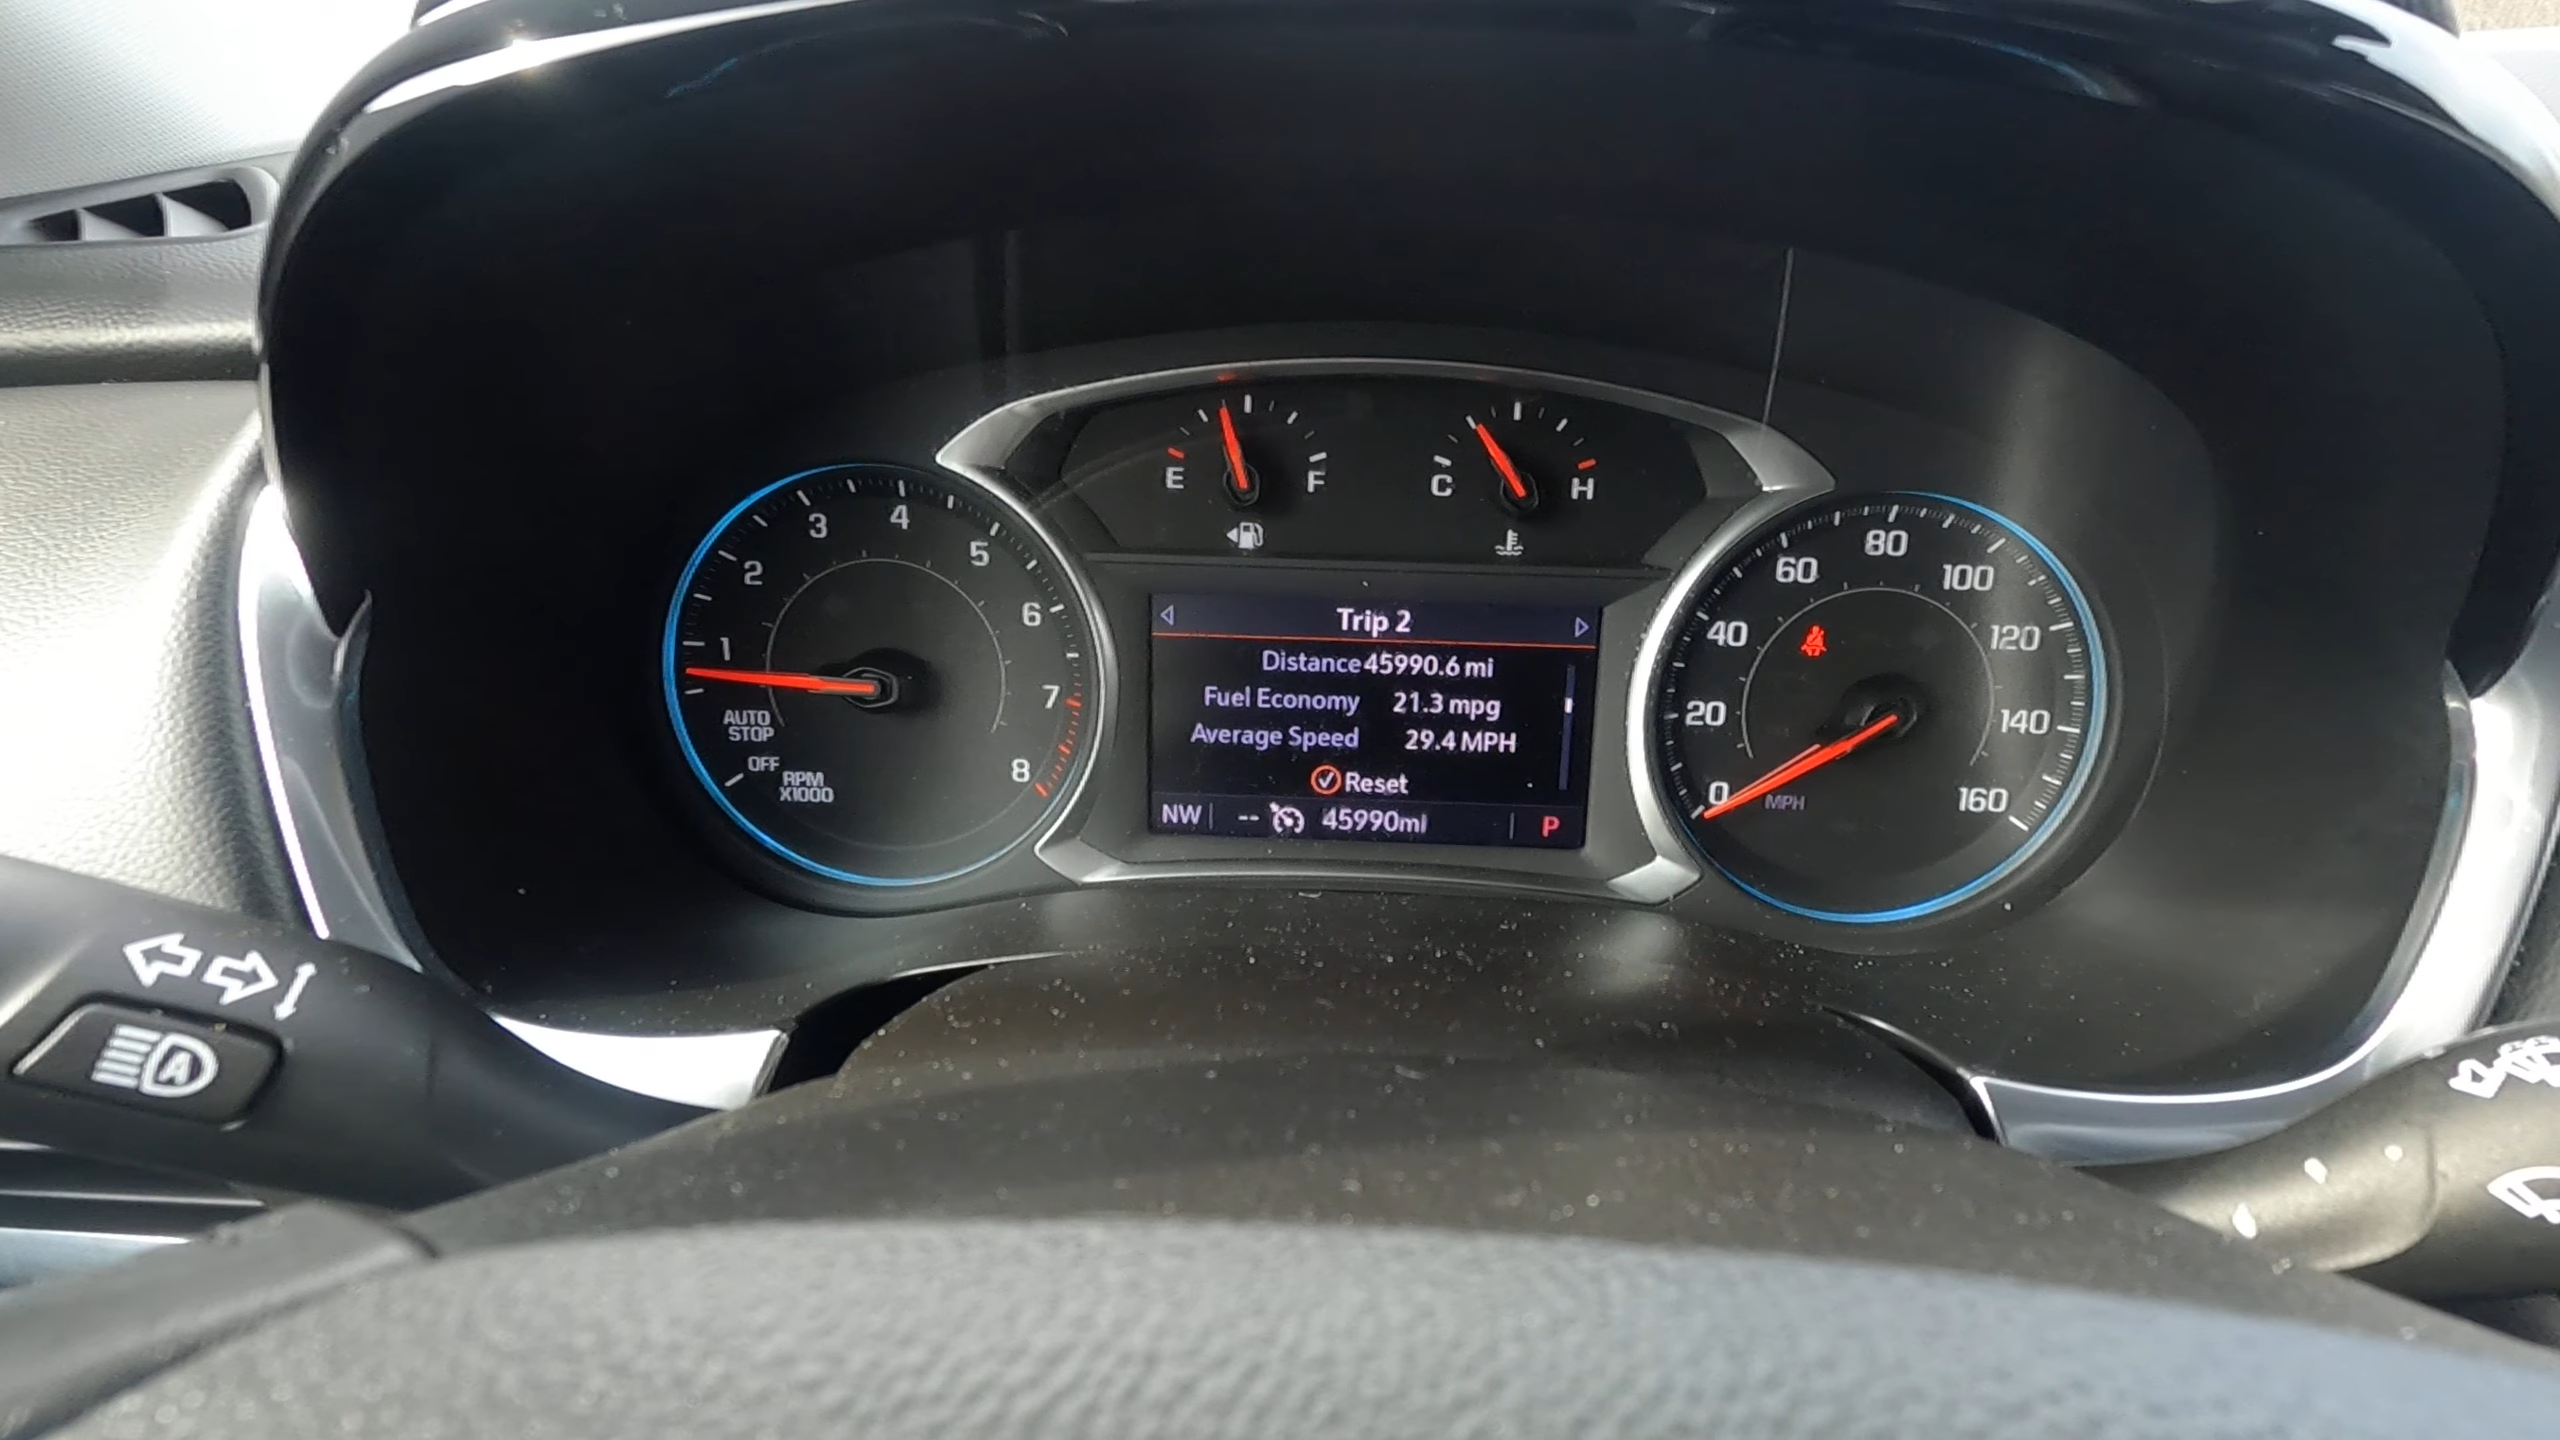 E F
C H
1 2 3 4 5 6 7 8
AUTO
STOP
OFF
RPM
X1000
Trip 2
Distance 45990.6 mi
Fuel Economy 21.3 mpg
Average Speed 29.4 MPH
Reset
NW -- 45990mi P
0 20 40 60 80 100 120 140 160
MPH
A